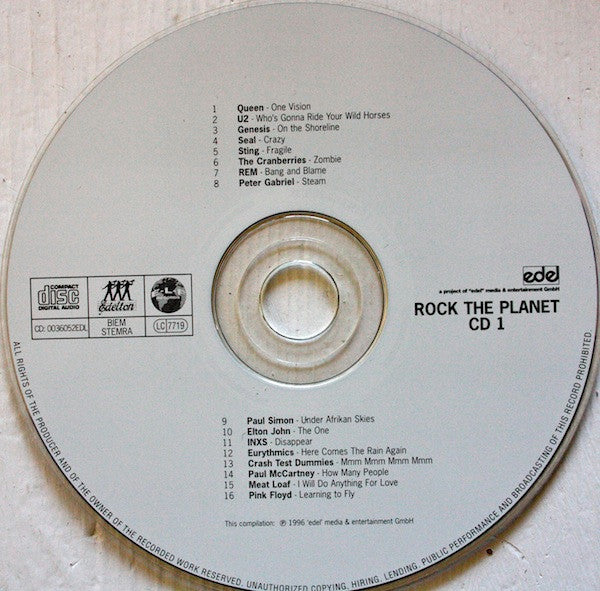 1 Queen - One Vision
2 U2 - Who's Gonna Ride Your Wild Horses
3 Genesis - On the Shoreline
4 Seal - Crazy
5 Sting - Fragile
6 The Cranberries - Zombie
7 REM - Bang and Blame
8 Peter Gabriel - Steam
COMPACT
disc
DIGITAL AUDIO
Edelton
CD: 0036052EDL
BIEM
STEMRA
LC 7719
edel
a project of "edel" media & entertainment GmbH
ROCK THE PLANET
CD 1
9 Paul Simon - Under Afrikan Skies
10 Elton John - The One
11 INXS - Disappear
12 Eurythmics - Here Comes The Rain Again
13 Crash Test Dummies - Mmm Mmm Mmm Mmm
14 Paul McCartney - How Many People
15 Meat Loaf - I Will Do Anything For Love
16 Pink Floyd - Learning to Fly
This compilation: ℗ 1996 'edel' media & entertainment GmbH
ALL RIGHTS OF THE PRODUCER AND OF THE OWNER OF THE RECORDED WORK RESERVED. UNAUTHORIZED COPYING, HIRING, LENDING, PUBLIC PERFORMANCE AND BROADCASTING OF THIS RECORD PROHIBITED.